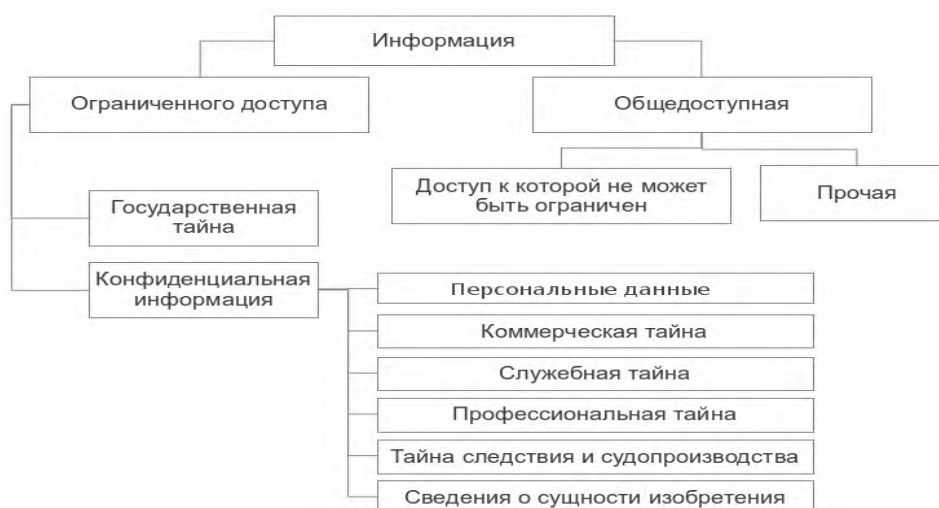 Информация
Ограниченного доступа
Общедоступная
Доступ к которой не может
быть ограничен
Прочая
Государственная
тайна
Конфиденциальная
информация
Персональные данные
Коммерческая тайна
Служебная тайна
Профессиональная тайна
Тайна следствия и судопроизводства
Сведения о сущности изобретения